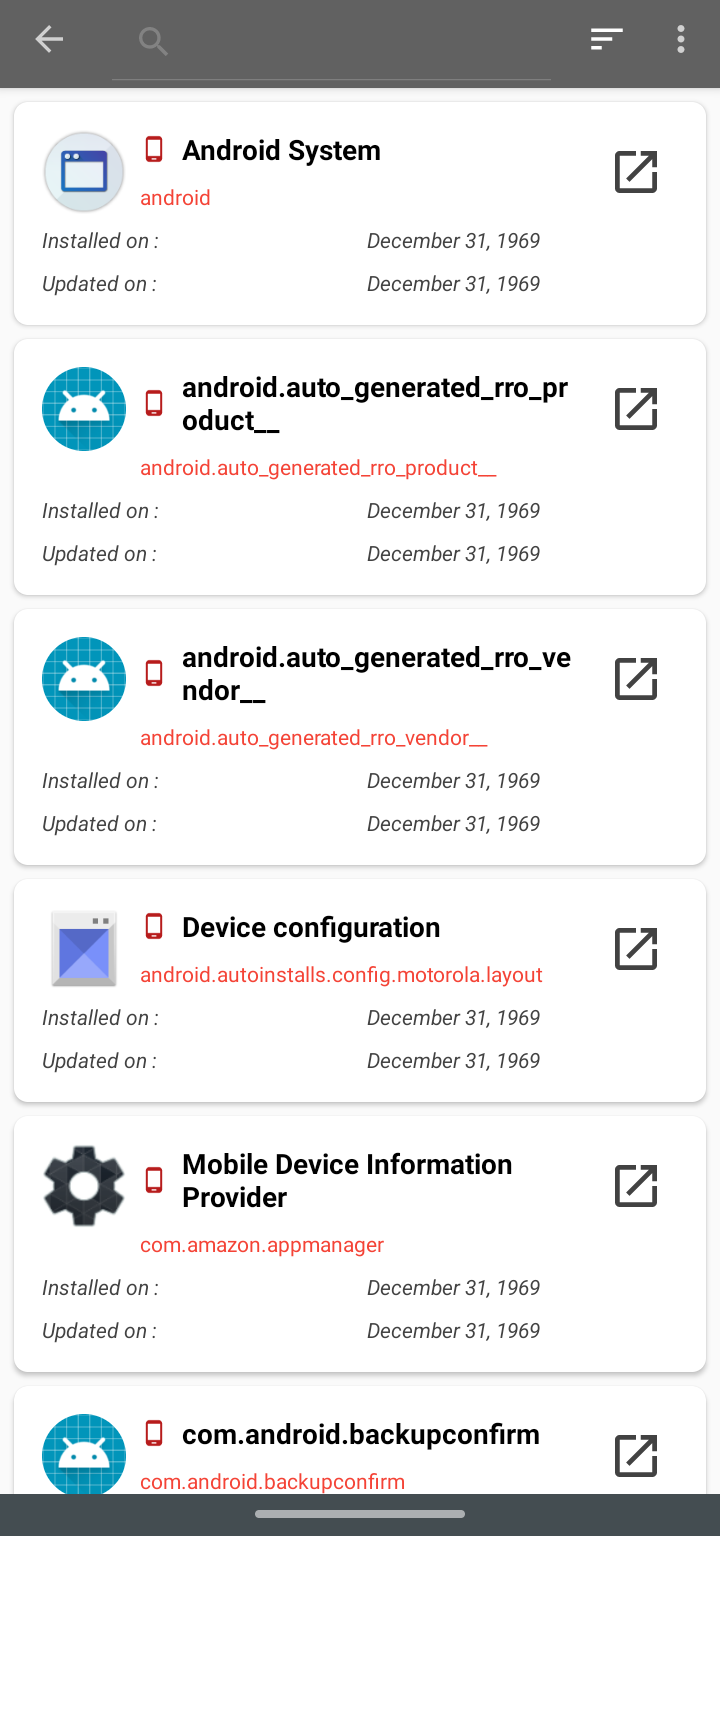 Android System
android
Installed on :
December 31, 1969
Updated on :
December 31, 1969
android.auto_generated_rro_pr
oduct__
android.auto_generated_rro_product__
Installed on :
December 31, 1969
Updated on :
December 31, 1969
android.auto_generated_rro_ve
ndor__
android.auto_generated_rro_vendor__
Installed on :
December 31, 1969
Updated on :
December 31, 1969
Device configuration
android.autoinstalls.config.motorola.layout
Installed on :
December 31, 1969
Updated on :
December 31, 1969
Mobile Device Information
Provider
com.amazon.appmanager
Installed on :
December 31, 1969
Updated on :
December 31, 1969
com.android.backupconfirm
com.android.backupconfirm